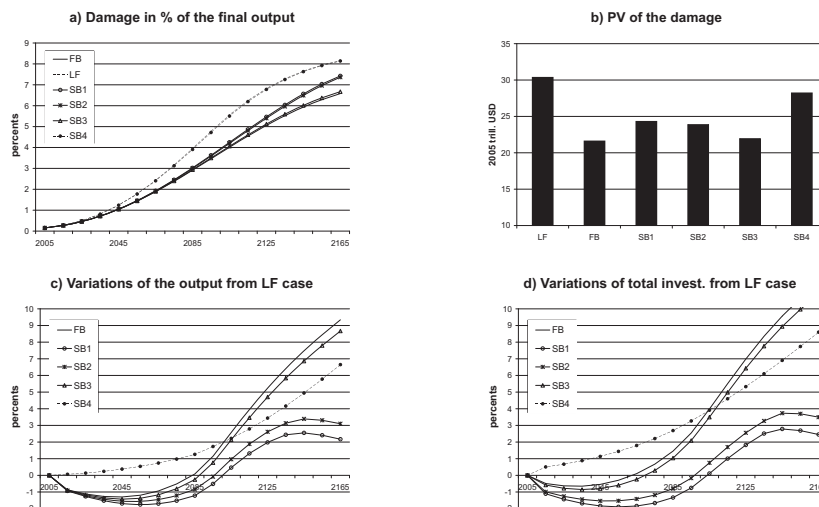 a) Damage in % of the final output
9
8
7
6
5
4
3
2
1
0
percents
FB
LF
SB1
SB2
SB3
SB4
2005 2045 2085 2125 2165
b) PV of the damage
35
30
25
20
15
10
2005 trill. USD
LF FB SB1 SB2 SB3 SB4
c) Variations of the output from LF case
10
9
8
7
6
5
4
3
2
1
0
-1
-2
percents
FB
SB1
SB2
SB3
SB4
2005 2045 2085 2125 2165
d) Variations of total invest. from LF case
10
9
8
7
6
5
4
3
2
1
0
-1
-2
percents
FB
SB1
SB2
SB3
SB4
2005 2045 2085 2125